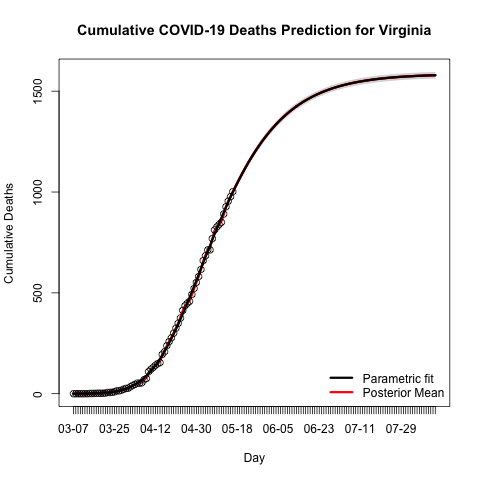 Cumulative COVID-19 Deaths Prediction for Virginia
Cumulative Deaths
1500
1000
500
0
Parametric fit
Posterior Mean
03-07 03-25 04-12 04-30 05-18 06-05 06-23 07-11 07-29
Day